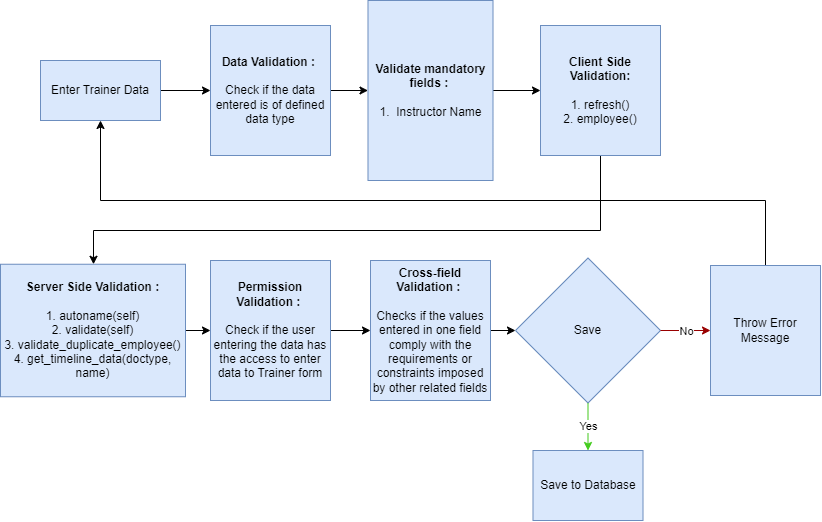 Enter Trainer Data
Data Validation :
Check if the data
entered is of defined
data type
Validate mandatory
fields :
1. Instructor Name
Client Side
Validation:
1. refresh()
2. employee()
Server Side Validation :
1. autoname(self)
2. validate(self)
3. validate_duplicate_employee()
4. get_timeline_data(doctype,
name)
Permission
Validation :
Check if the user
entering the data has
the access to enter
data to Trainer form
Cross-field
Validation :
Checks if the values
entered in one field
comply with the
requirements or
constraints imposed
by other related fields
Save
No
Throw Error
Message
Yes
Save to Database